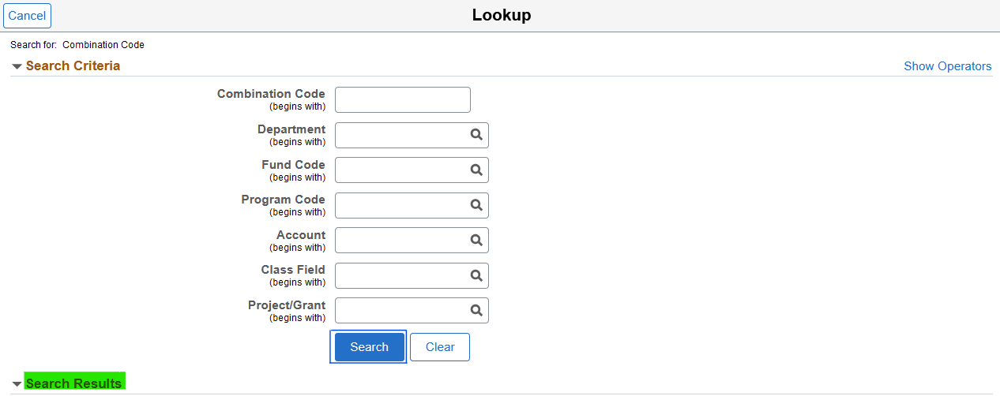 Cancel
Lookup
Search for: Combination Code
Search Criteria
Show Operators
Combination Code
(begins with)
Department
(begins with)
Fund Code
(begins with)
Program Code
(begins with)
Account
(begins with)
Class Field
(begins with)
Project/Grant
(begins with)
Search
Clear
Search Results